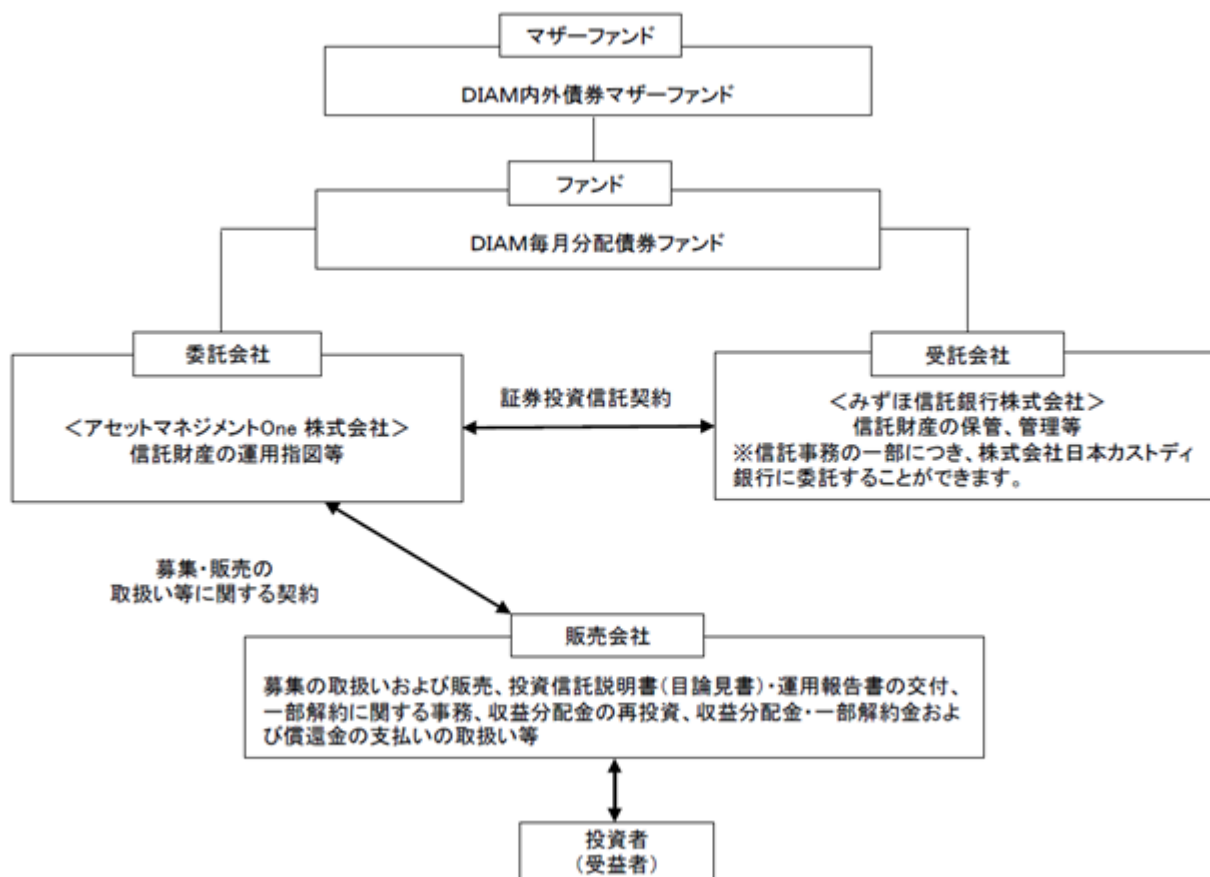 マザーファンド
DIAM内外債券マザーファンド
ファンド
DIAM毎月分配債券ファンド
委託会社
＜アセットマネジメントOne 株式会社＞
信託財産の運用指図等
証券投資信託契約
受託会社
＜みずほ信託銀行株式会社＞
信託財産の保管、管理等
※信託事務の一部につき、株式会社日本カストディ
銀行に委託することができます。
募集・販売の
取扱い等に関する契約
販売会社
募集の取扱いおよび販売、投資信託説明書（目論見書）・運用報告書の交付、
一部解約に関する事務、収益分配金の再投資、収益分配金・一部解約金およ
び償還金の支払いの取扱い等
投資者
（受益者）